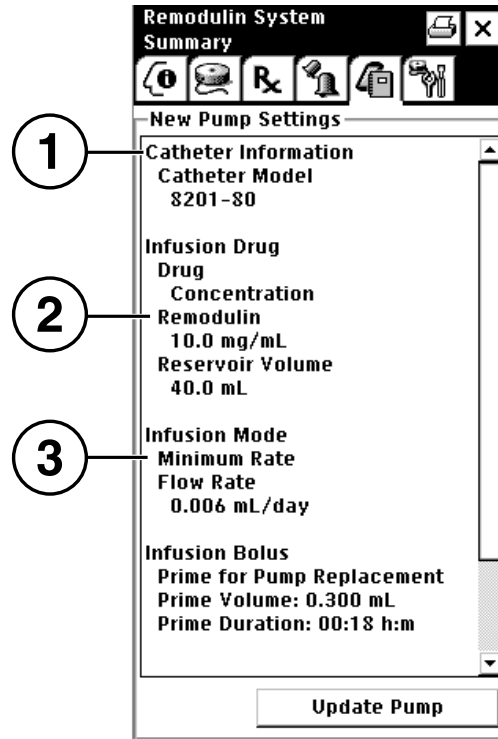 Remodulin System
Summary
New Pump Settings
1
Catheter Information
Catheter Model
8201-80
Infusion Drug
Drug
Concentration
2
Remodulin
10.0 mg/mL
Reservoir Volume
40.0 mL
Infusion Mode
3
Minimum Rate
Flow Rate
0.006 mL/day
Infusion Bolus
Prime for Pump Replacement
Prime Volume: 0.300 mL
Prime Duration: 00:18 h:m
Update Pump